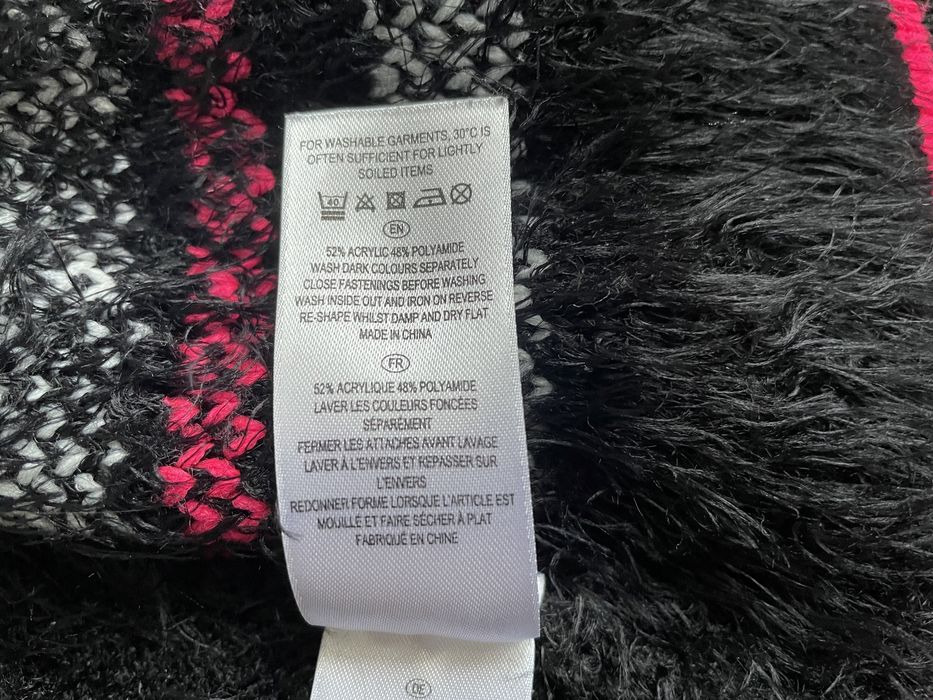 FOR WASHABLE GARMENTS, 30°C IS
OFTEN SUFFICIENT FOR LIGHTLY
SOILED ITEMS
40
EN
52% ACRYLIC 48% POLYAMIDE
WASH DARK COLOURS SEPARATELY
CLOSE FASTENINGS BEFORE WASHING
WASH INSIDE OUT AND IRON ON REVERSE
RE-SHAPE WHILST DAMP AND DRY FLAT
MADE IN CHINA
FR
52% ACRYLIQUE 48% POLYAMIDE
LAVER LES COULEURS FONCÉES
SÉPAREMENT
FERMER LES ATTACHES AVANT LAVAGE
LAVER À L'ENVERS ET REPASSER SUR
L'ENVERS
REDONNER FORME LORSQUE L'ARTICLE EST
MOUILLÉ ET FAIRE SÉCHER À PLAT
FABRIQUÉ EN CHINE
DE